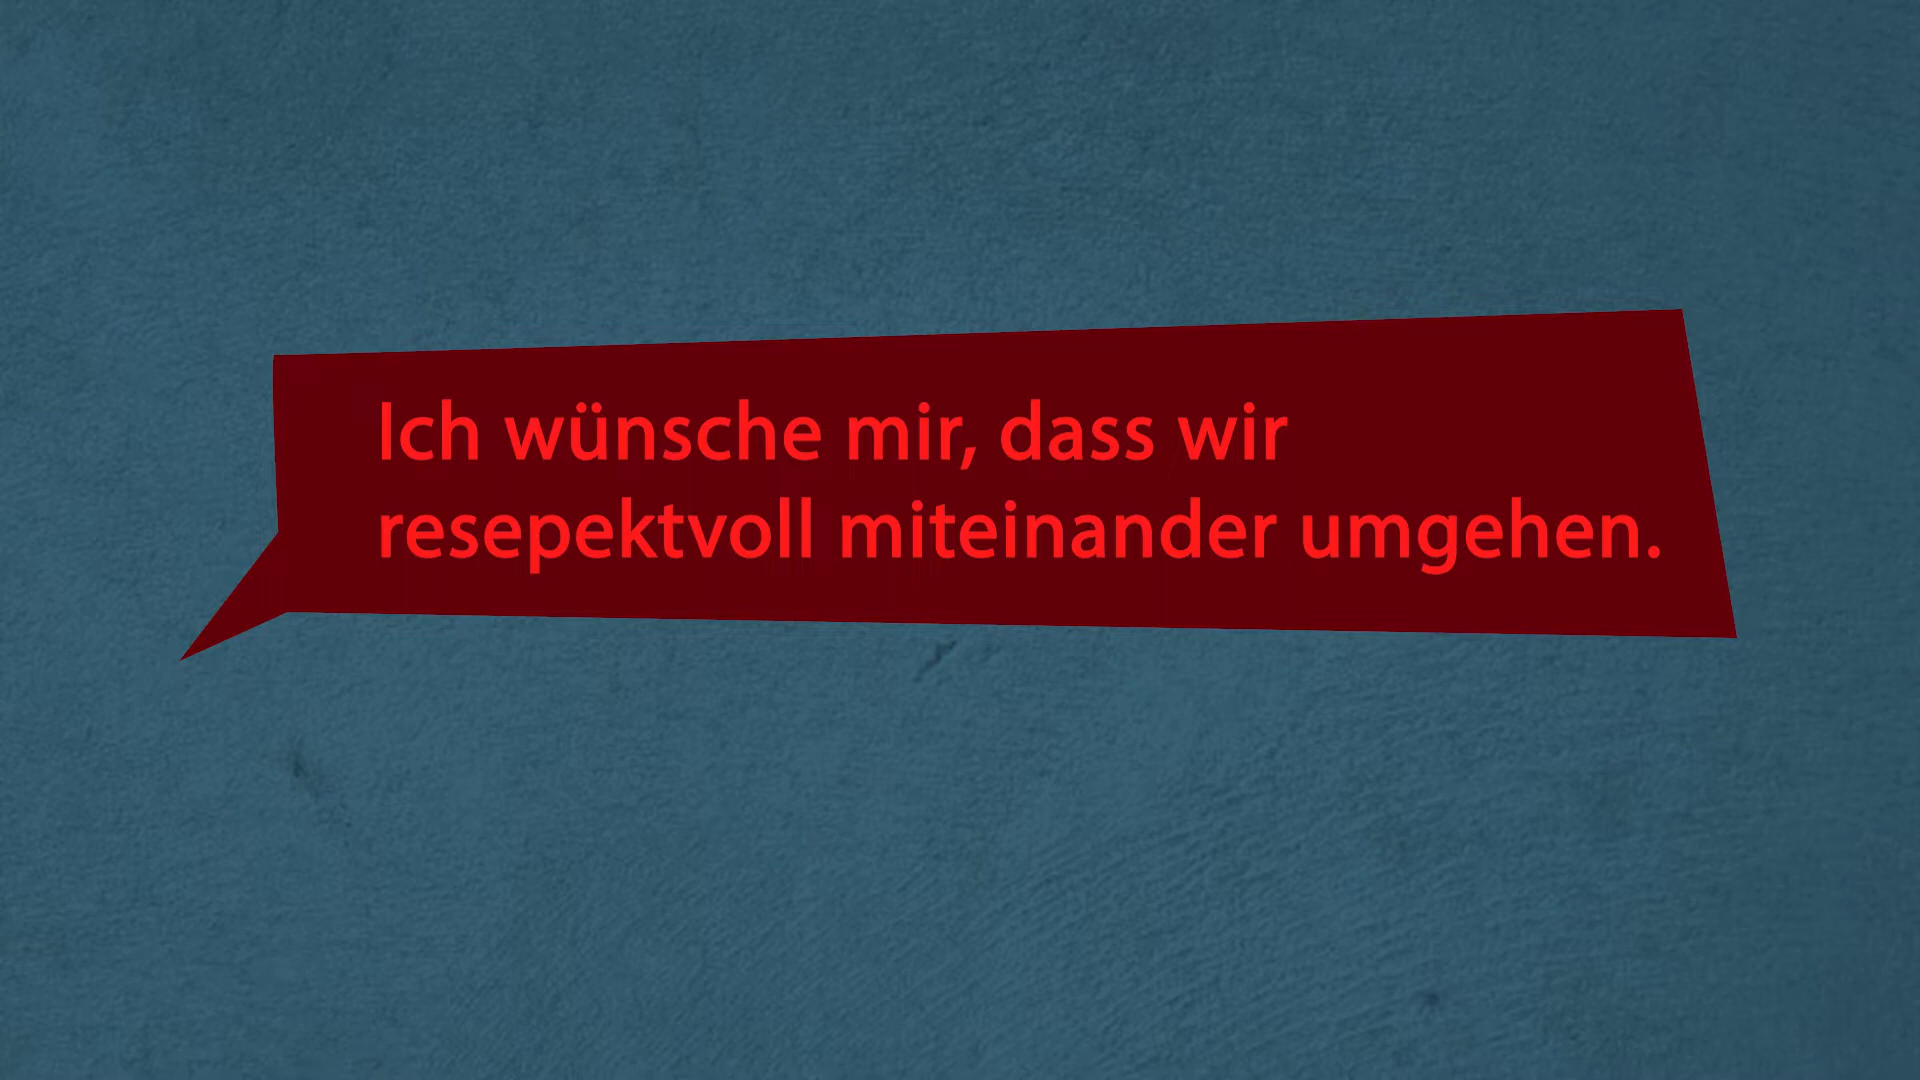 Ich wünsche mir, dass wir
resepektvoll miteinander umgehen.